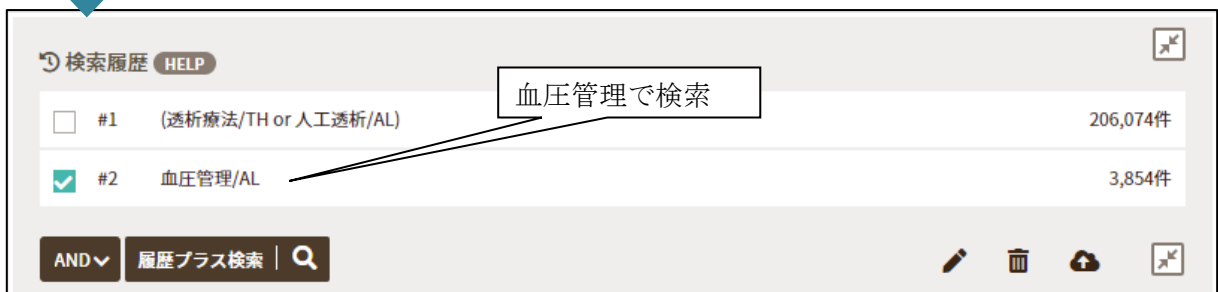 検索履歴 HELP
血圧管理で検索
#1 (透析療法/TH or 人工透析/AL) 206,074件
#2 血圧管理/AL 3,854件
AND 履歴プラス検索